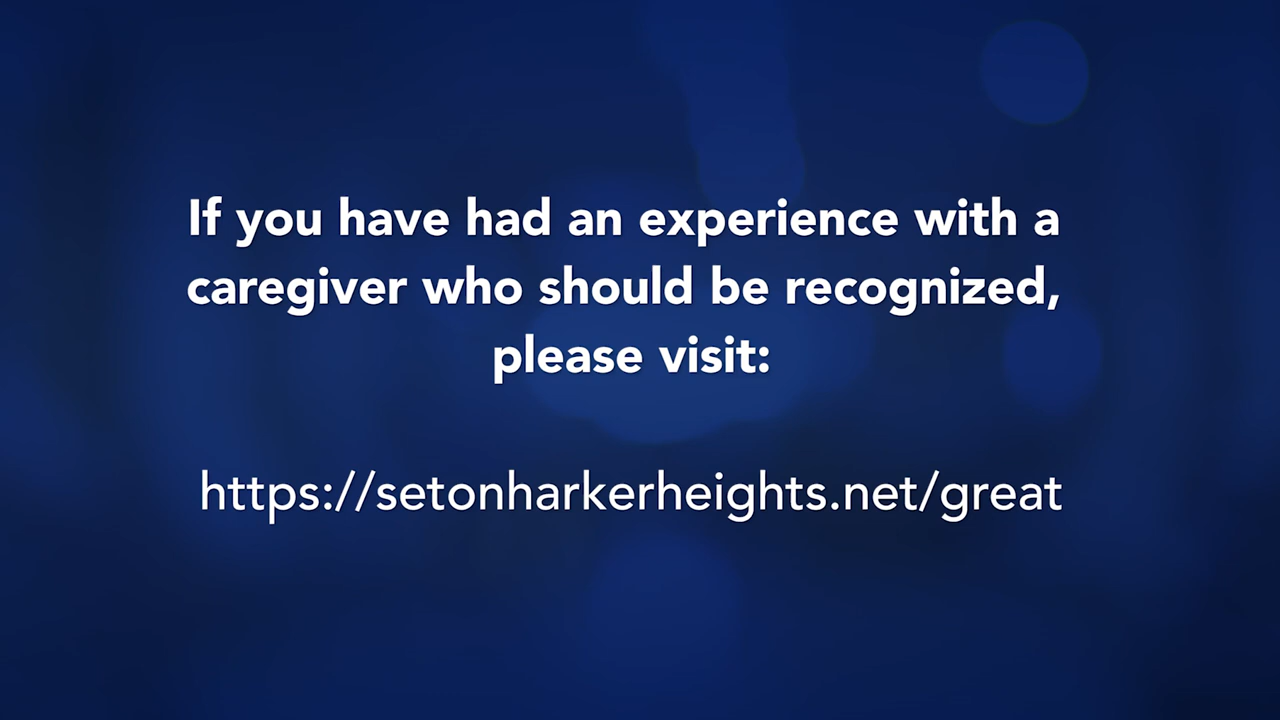 If you have had an experience with a
caregiver who should be recognized,
please visit:
https://setonharkerheights.net/great